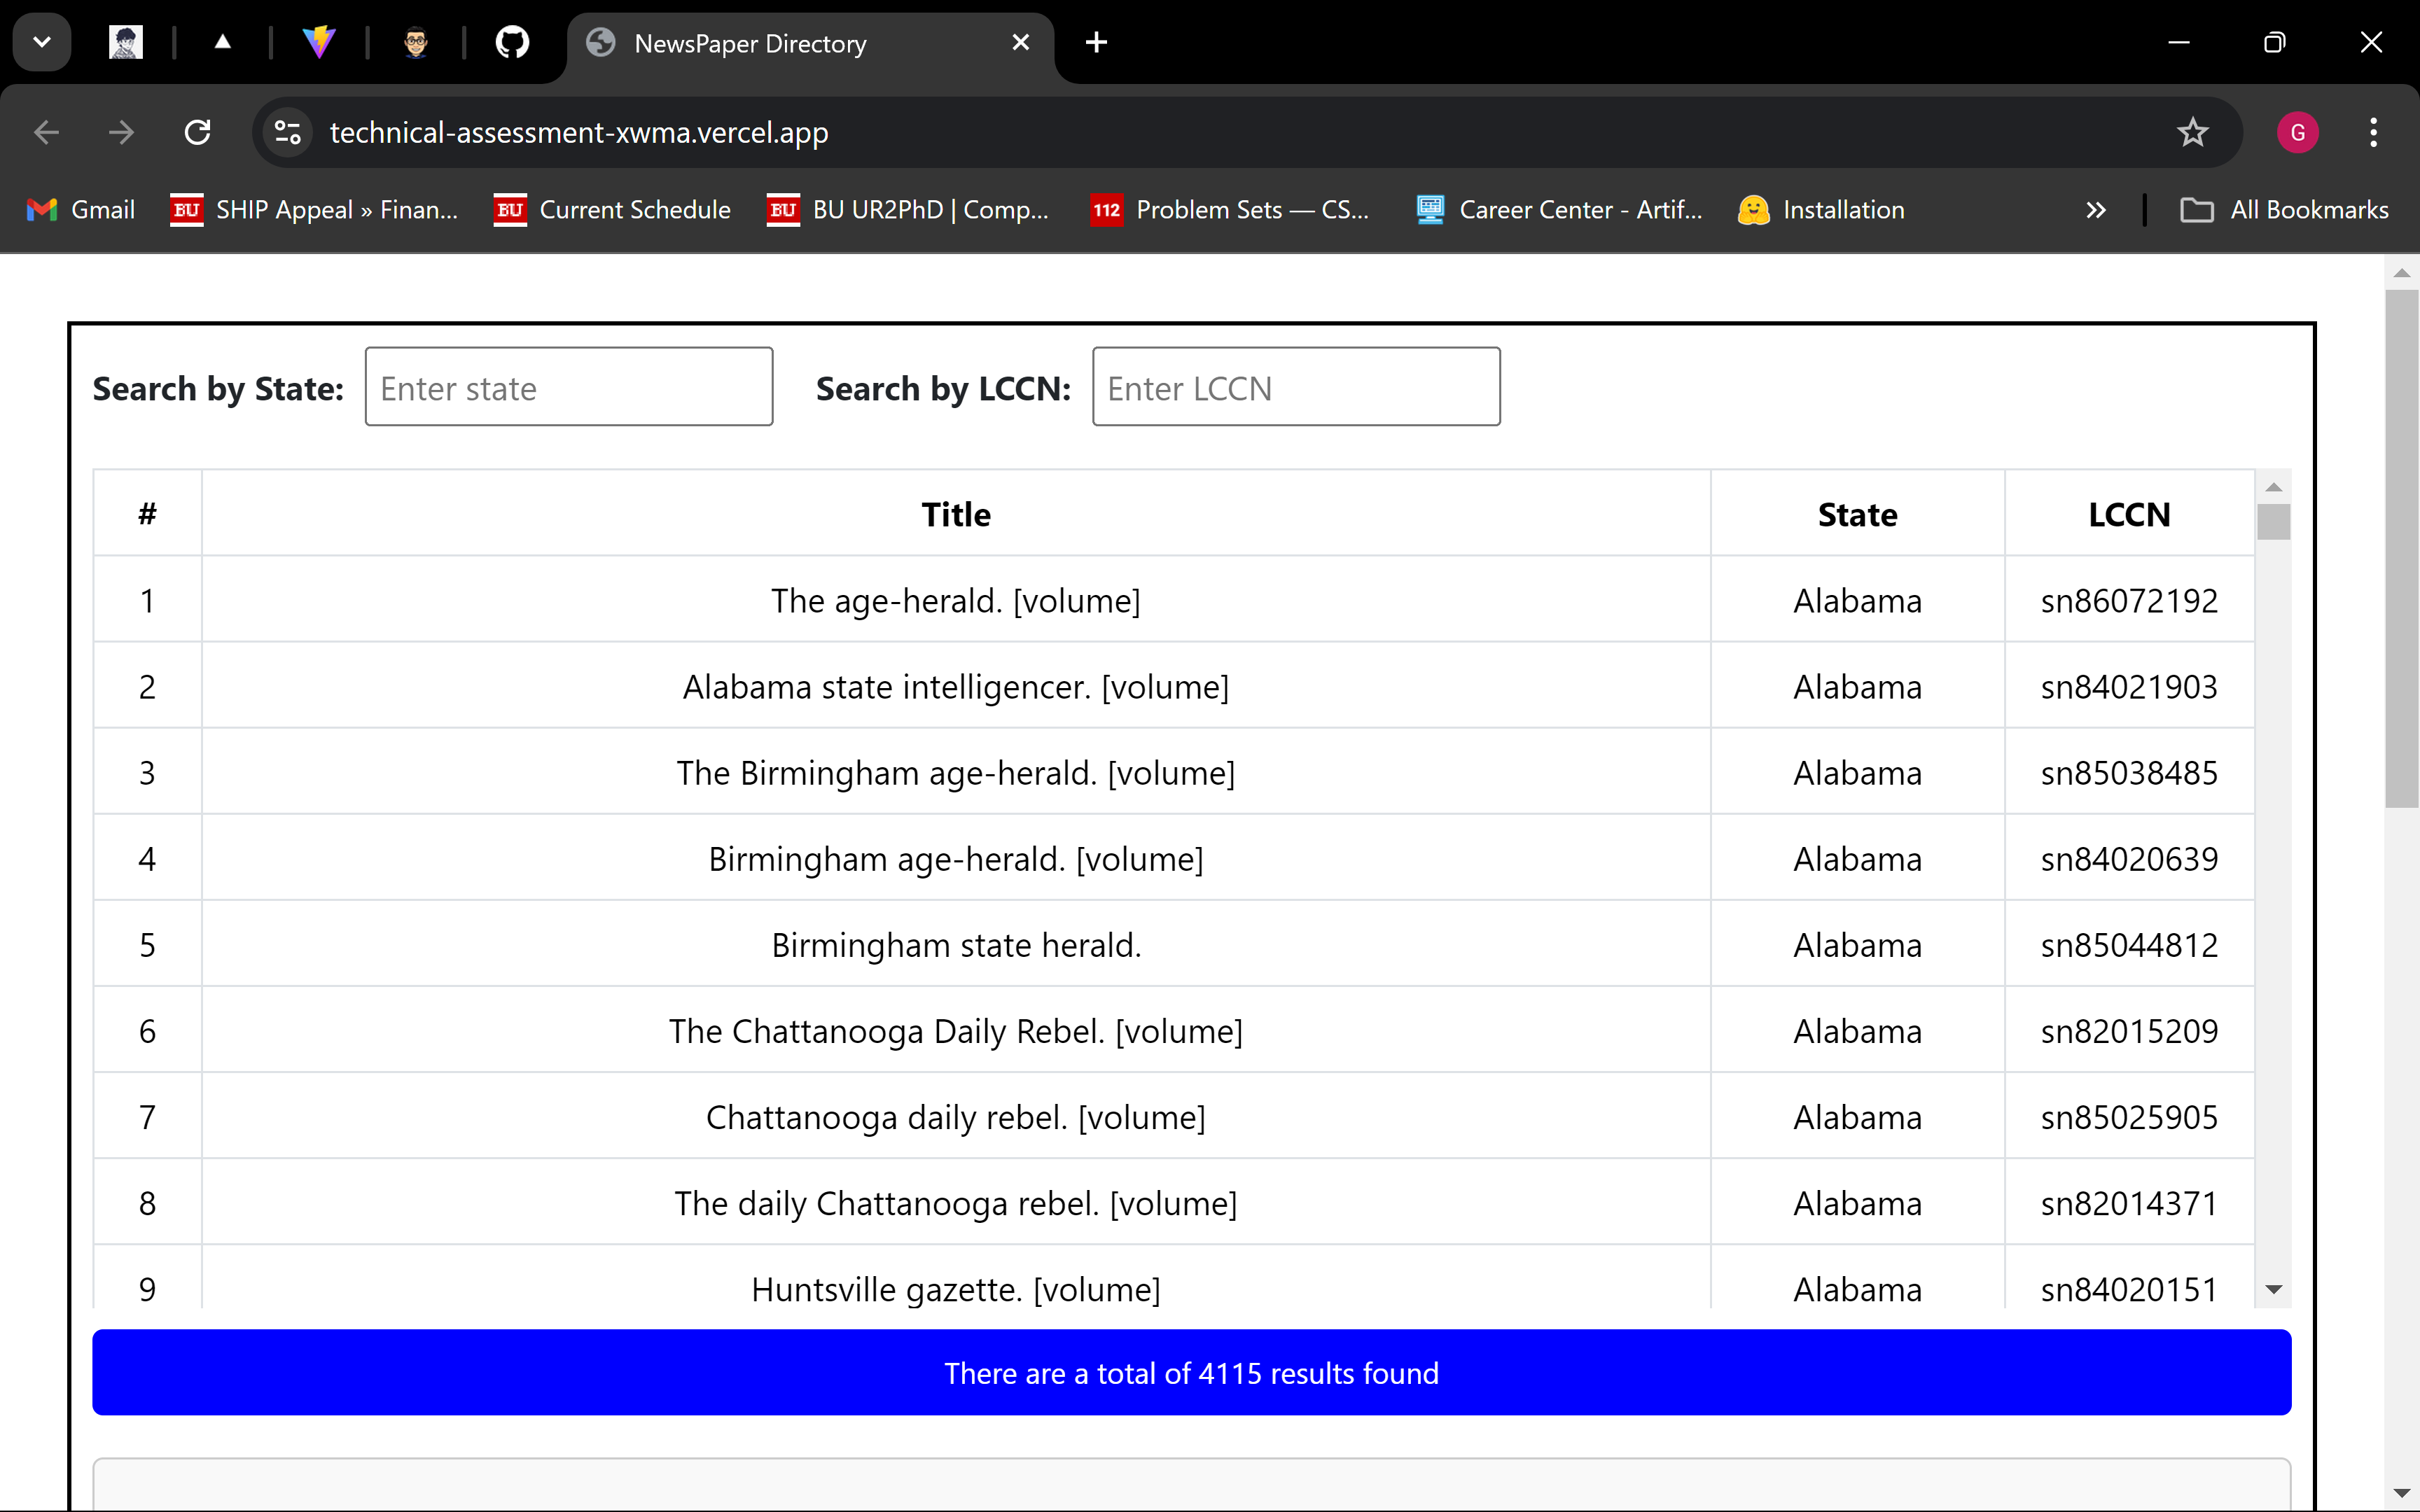 NewsPaper Directory
technical-assessment-xwma.vercel.app
G
Gmail
BU SHIP Appeal » Finan...
BU Current Schedule
BU BU UR2PhD | Comp...
112 Problem Sets — CS...
Career Center - Artif...
Installation
All Bookmarks
Search by State: Enter state Search by LCCN: Enter LCCN
# Title State LCCN
1 The age-herald. [volume] Alabama sn86072192
2 Alabama state intelligencer. [volume] Alabama sn84021903
3 The Birmingham age-herald. [volume] Alabama sn85038485
4 Birmingham age-herald. [volume] Alabama sn84020639
5 Birmingham state herald. Alabama sn85044812
6 The Chattanooga Daily Rebel. [volume] Alabama sn82015209
7 Chattanooga daily rebel. [volume] Alabama sn85025905
8 The daily Chattanooga rebel. [volume] Alabama sn82014371
9 Huntsville gazette. [volume] Alabama sn84020151
There are a total of 4115 results found